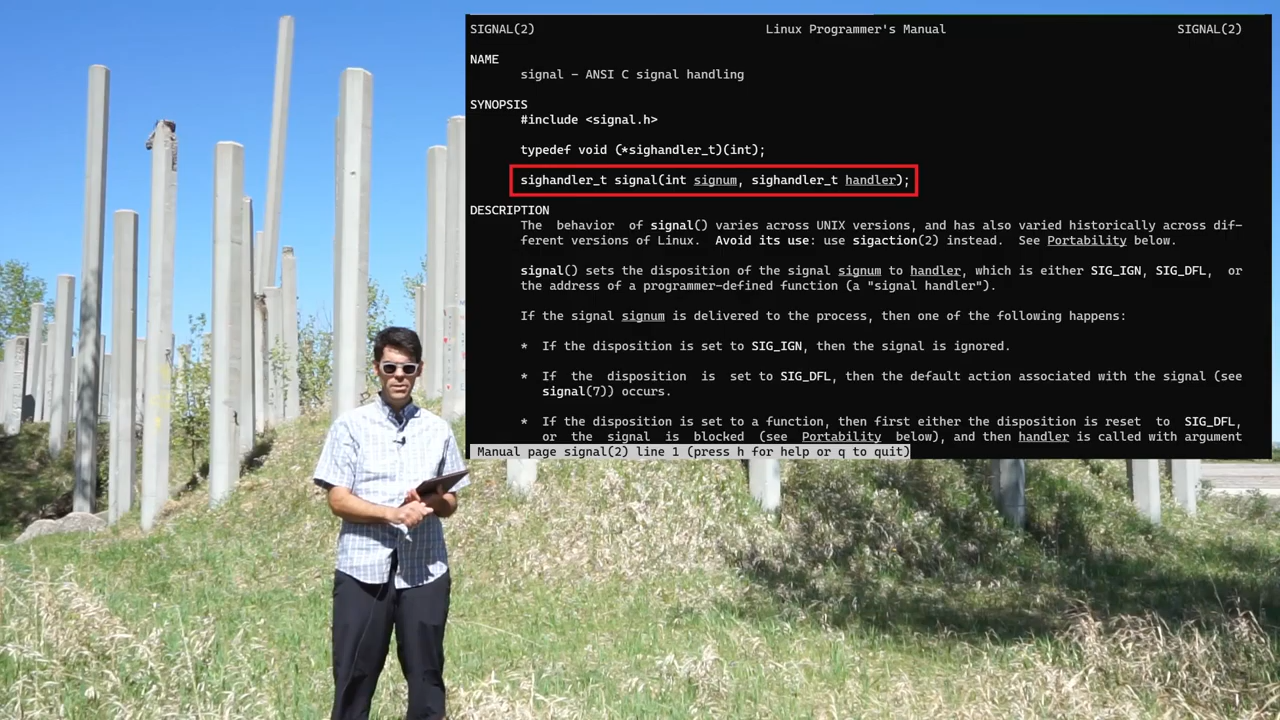 SIGNAL(2) Linux Programmer's Manual SIGNAL(2)
NAME
signal – ANSI C signal handling
SYNOPSIS
#include <signal.h>
typedef void (*sighandler_t)(int);
sighandler_t signal(int signum, sighandler_t handler);
DESCRIPTION
The behavior of signal() varies across UNIX versions, and has also varied historically across dif–
ferent versions of Linux. Avoid its use: use sigaction(2) instead. See Portability below.
signal() sets the disposition of the signal signum to handler, which is either SIG_IGN, SIG_DFL, or
the address of a programmer–defined function (a "signal handler").
If the signal signum is delivered to the process, then one of the following happens:
* If the disposition is set to SIG_IGN, then the signal is ignored.
* If the disposition is set to SIG_DFL, then the default action associated with the signal (see
signal(7)) occurs.
* If the disposition is set to a function, then first either the disposition is reset to SIG_DFL,
or the signal is blocked (see Portability below), and then handler is called with argument
Manual page signal(2) line 1 (press h for help or q to quit)